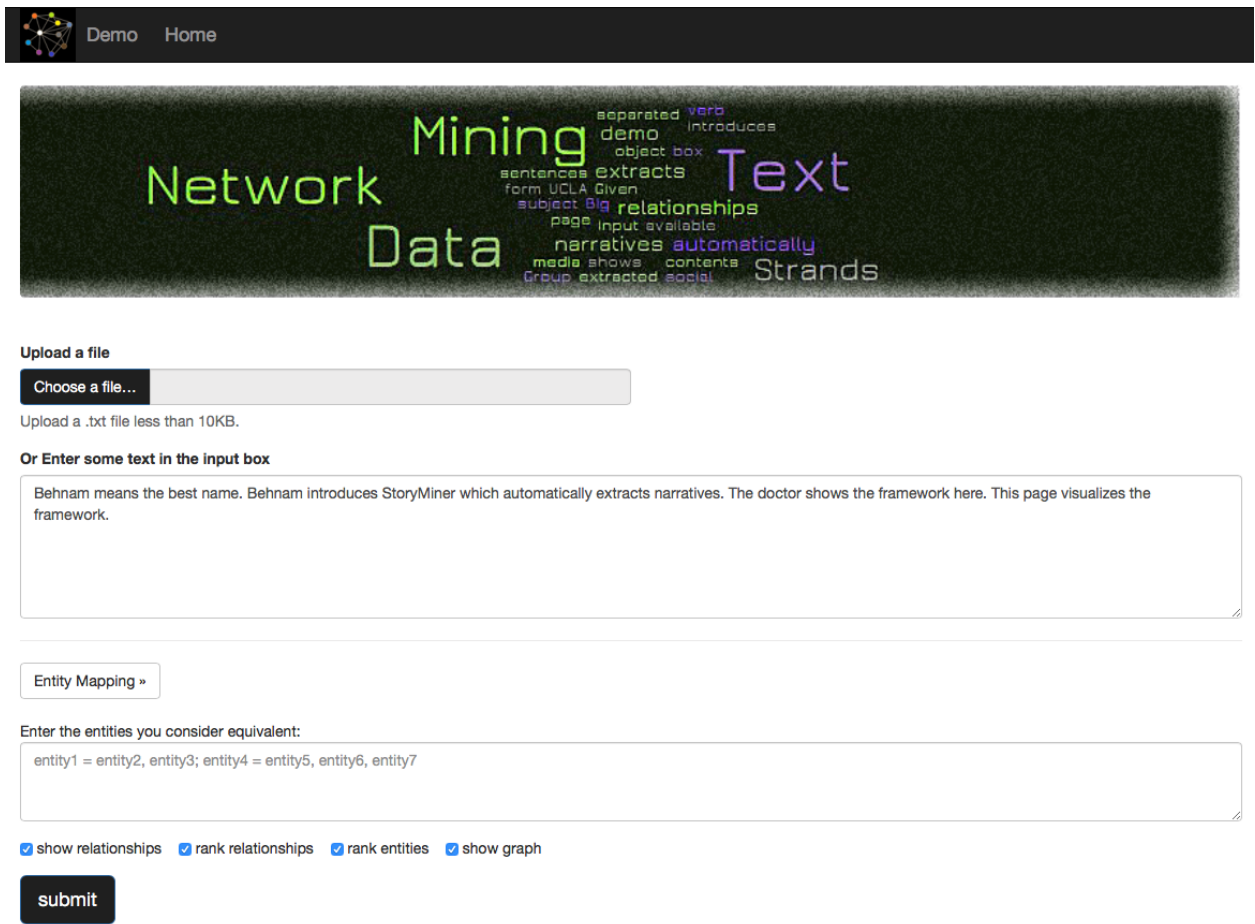 Demo Home
separated verb
Mining demo introduces
object box
Network sentences extracts Text
form UCLA Given
subject Big relationships
page input available
Data narratives automatically
media shows contents Strands
Group extracted social
Upload a file
Choose a file...
Upload a .txt file less than 10KB.
Or Enter some text in the input box
Behnam means the best name. Behnam introduces StoryMiner which automatically extracts narratives. The doctor shows the framework here. This page visualizes the
framework.
Entity Mapping »
Enter the entities you consider equivalent:
entity1 = entity2, entity3; entity4 = entity5, entity6, entity7
show relationships rank relationships rank entities show graph
submit